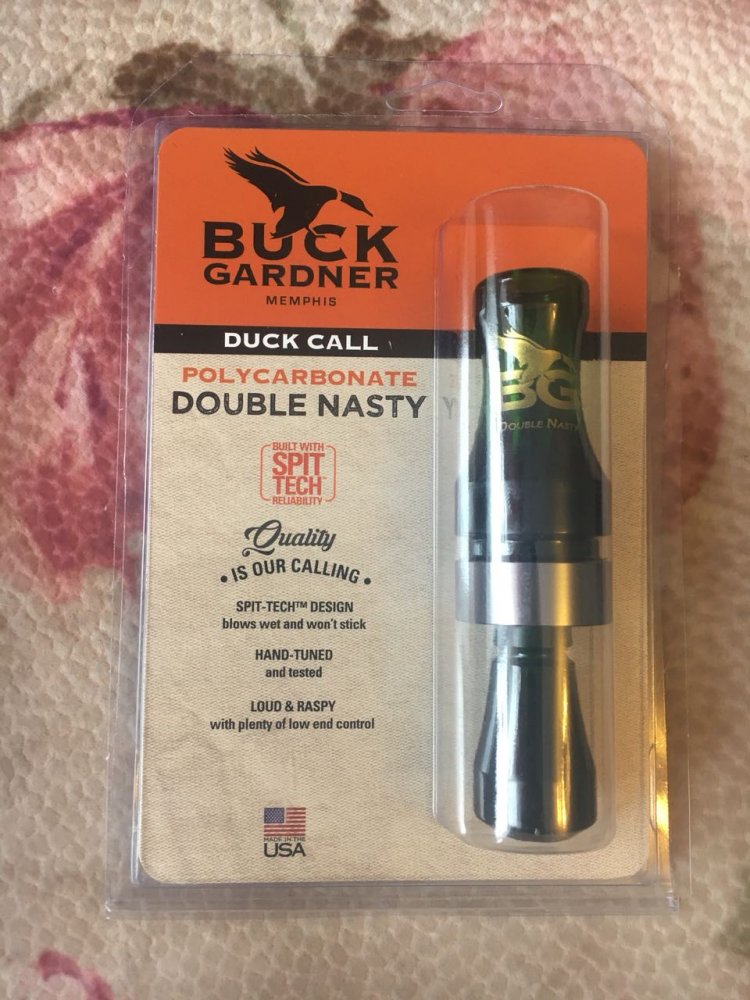 BUCK
GARDNER
MEMPHIS
DUCK CALL
POLYCARBONATE
DOUBLE NASTY
BUILT WITH
SPIT
TECH™
RELIABILITY
Quality
• IS OUR CALLING •
SPIT-TECH™ DESIGN
blows wet and won't stick
HAND-TUNED
and tested
LOUD & RASPY
with plenty of low end control
MADE IN THE
USA
BG
DOUBLE NASTY